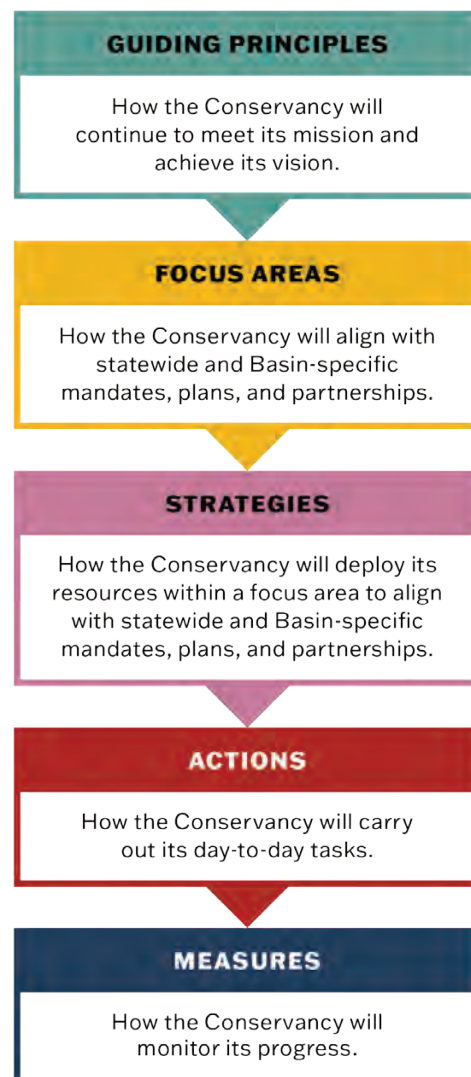 GUIDING PRINCIPLES
How the Conservancy will
continue to meet its mission and
achieve its vision.
FOCUS AREAS
How the Conservancy will align with
statewide and Basin-specific
mandates, plans, and partnerships.
STRATEGIES
How the Conservancy will deploy its
resources within a focus area to align
with statewide and Basin-specific
mandates, plans, and partnerships.
ACTIONS
How the Conservancy will carry
out its day-to-day tasks.
MEASURES
How the Conservancy will
monitor its progress.